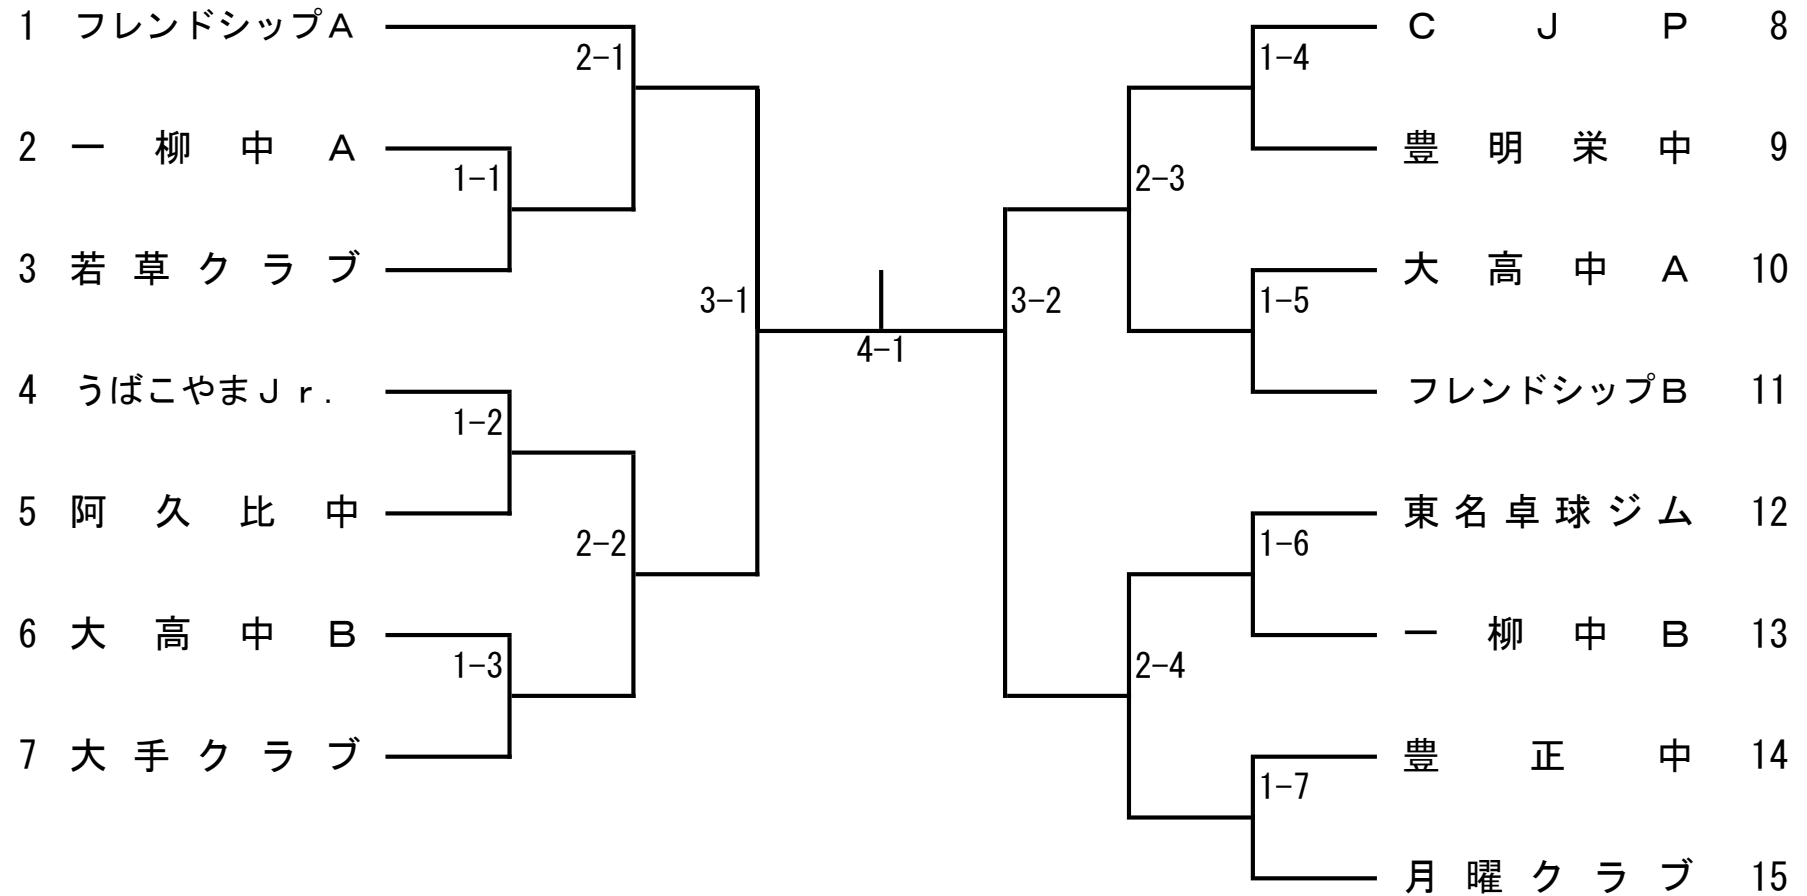 1 フレンドシップA
2-1
2 一柳中A
1-1
3 若草クラブ
3-1
4 うばこやまJr.
1-2
5 阿久比中
2-2
6 大高中B
1-3
7 大手クラブ
4-1
CJP 8
1-4
豊明栄中 9
2-3
大高中A 10
3-2
1-5
フレンドシップB 11
東名卓球ジム 12
1-6
一柳中B 13
2-4
豊正中 14
1-7
月曜クラブ 15